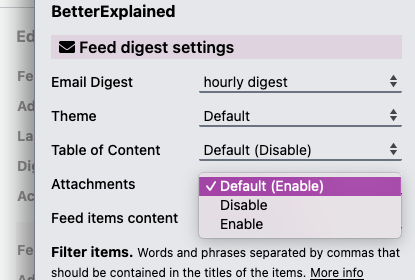 BetterExplained
Feed digest settings
Email Digest hourly digest
Theme Default
Table of Content Default (Disable)
Attachments ✓ Default (Enable)
Disable
Feed items content Enable
Filter items. Words and phrases separated by commas that
should be contained in the titles of the items. More info
Ed
Fe
Ad
La
Dig
Ac
Fe
Ad